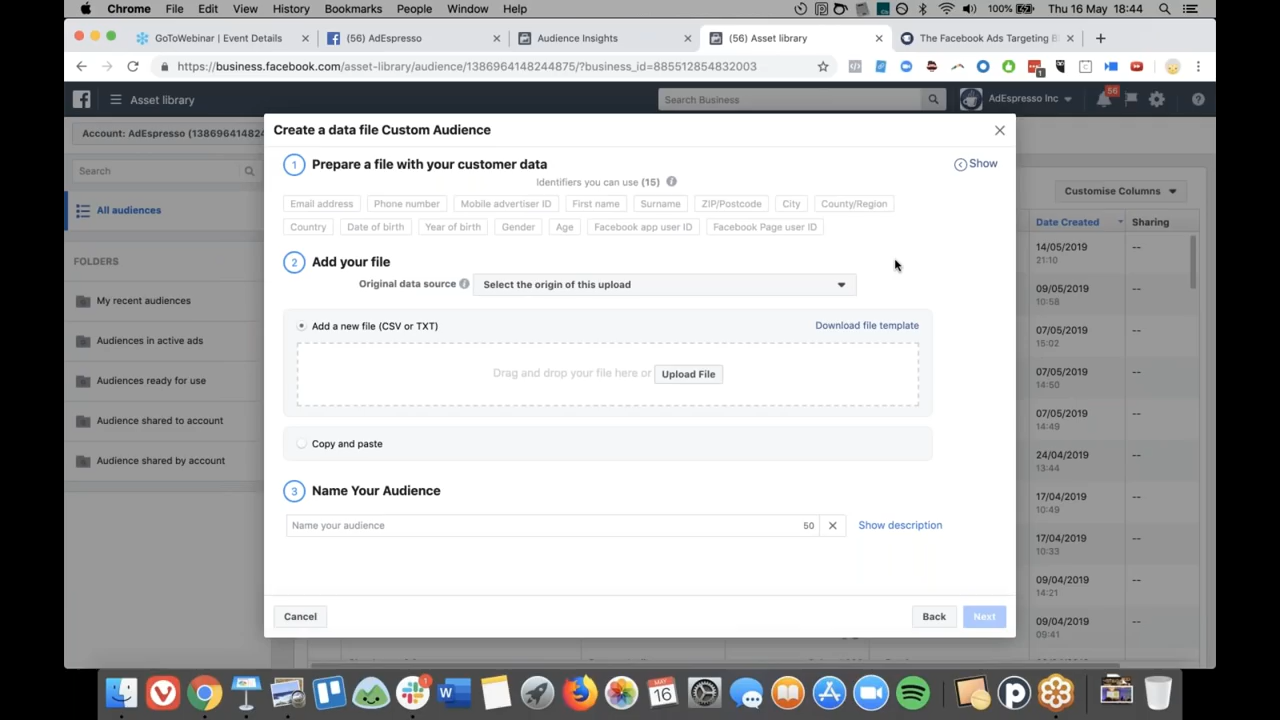 Chrome File Edit View History Bookmarks People Window Help 100% Thu 16 May 18:44
GoToWebinar | Event Details (56) AdEspresso Audience Insights (56) Asset library The Facebook Ads Targeting B
https://business.facebook.com/asset-library/audience/1386964148244875/?business_id=885512854832003
Asset library Search Business AdEspresso Inc 56
Account: AdEspresso (138696414824
Search
All audiences
FOLDERS
My recent audiences
Audiences in active ads
Audiences ready for use
Audience shared to account
Audience shared by account
Create a data file Custom Audience
1 Prepare a file with your customer data Show
Identifiers you can use (15)
Email address Phone number Mobile advertiser ID First name Surname ZIP/Postcode City County/Region
Country Date of birth Year of birth Gender Age Facebook app user ID Facebook Page user ID
2 Add your file
Original data source Select the origin of this upload
Add a new file (CSV or TXT) Download file template
Drag and drop your file here or Upload File
Copy and paste
3 Name Your Audience
Name your audience 50 Show description
Cancel Back Next
Customise Columns
Date Created Sharing
14/05/2019 --
21:10
09/05/2019 --
10:58
07/05/2019 --
15:02
07/05/2019 --
14:50
07/05/2019 --
14:49
24/04/2019 --
13:44
17/04/2019 --
10:49
17/04/2019 --
10:33
09/04/2019 --
14:21
09/04/2019 --
09:41
MAY
16